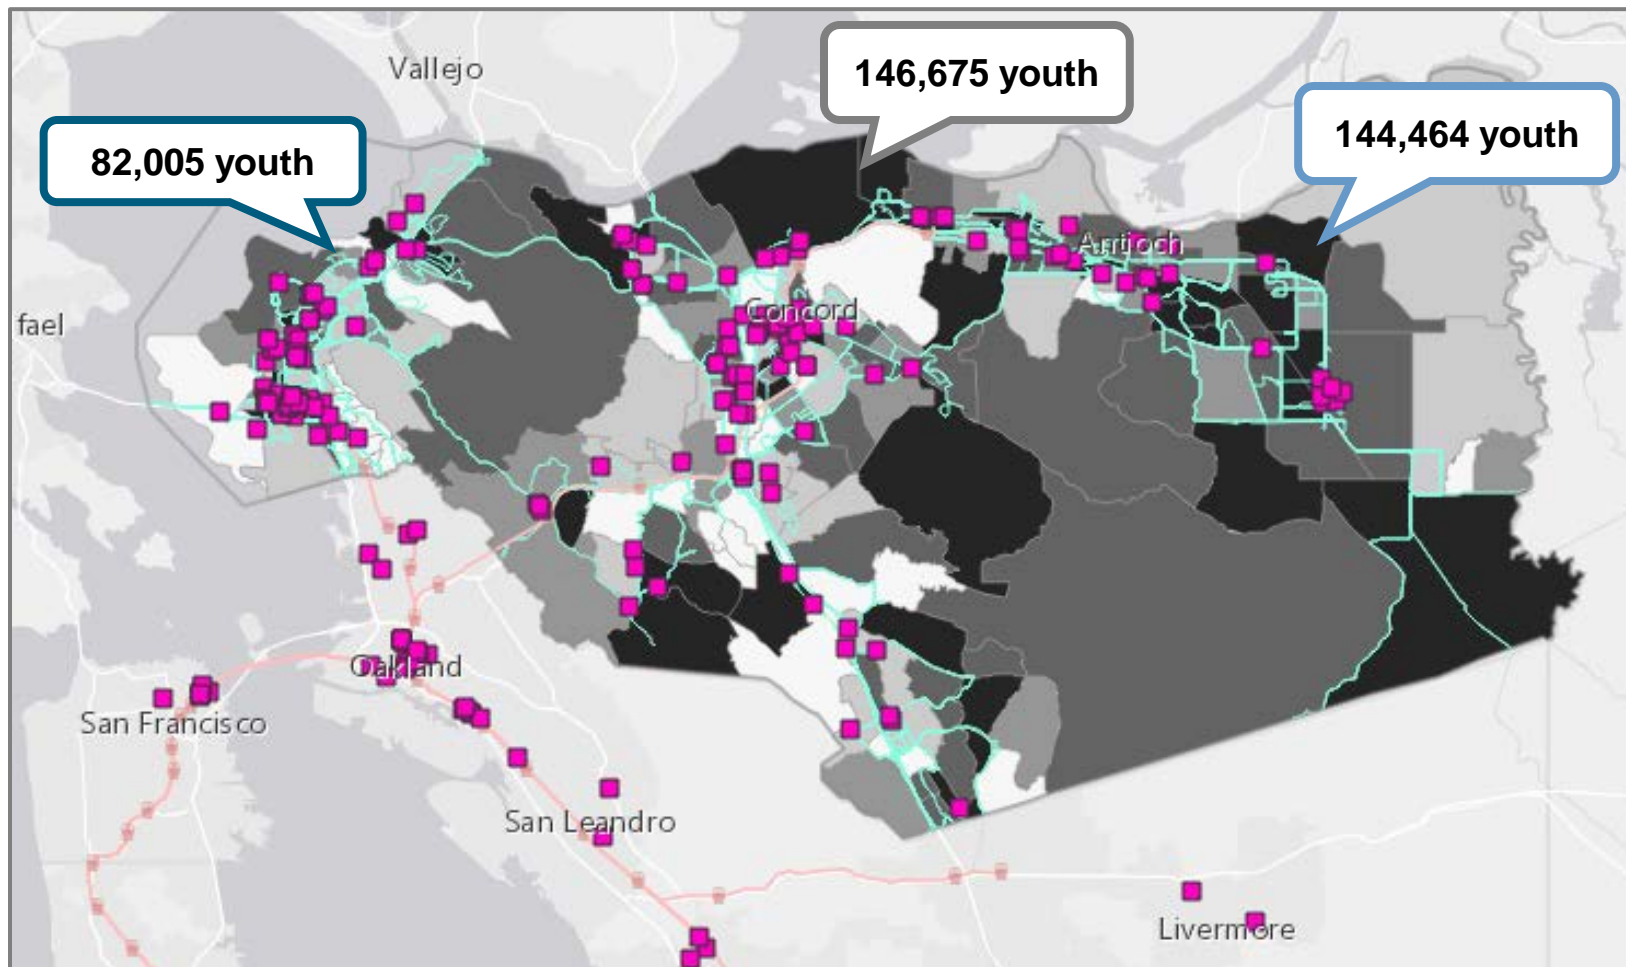 Vallejo
146,675 youth
144,464 youth
82,005 youth
Antioch
Concord
fael
Oakland
San Francisco
San Leandro
Livermore